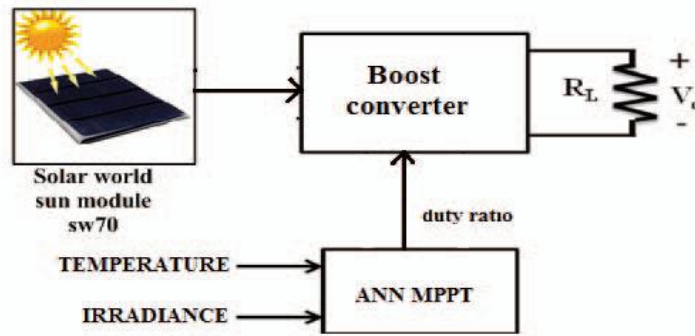 Boost
converter
R_L
+
V
-
Solar world
sun module
sw70
duty ratio
TEMPERATURE
ANN MPPT
IRRADIANCE